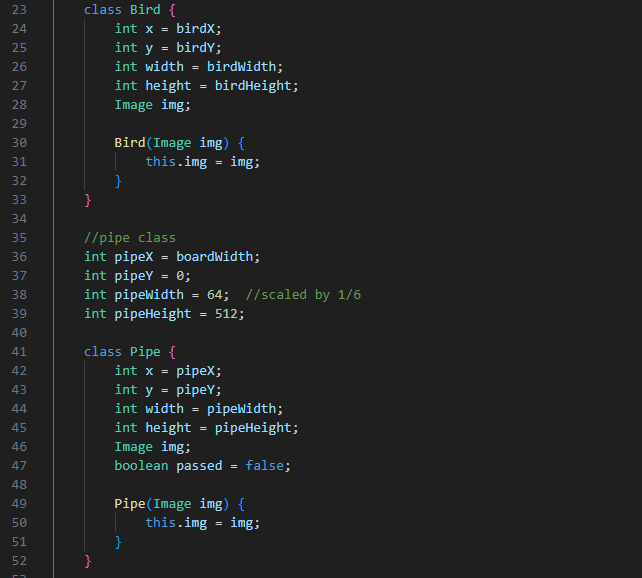 23 class Bird {
24 int x = birdX;
25 int y = birdY;
26 int width = birdWidth;
27 int height = birdHeight;
28 Image img;
29
30 Bird(Image img) {
31 this.img = img;
32 }
33 }
34
35 //pipe class
36 int pipeX = boardWidth;
37 int pipeY = 0;
38 int pipeWidth = 64;  //scaled by 1/6
39 int pipeHeight = 512;
40
41 class Pipe {
42 int x = pipeX;
43 int y = pipeY;
44 int width = pipeWidth;
45 int height = pipeHeight;
46 Image img;
47 boolean passed = false;
48
49 Pipe(Image img) {
50 this.img = img;
51 }
52 }